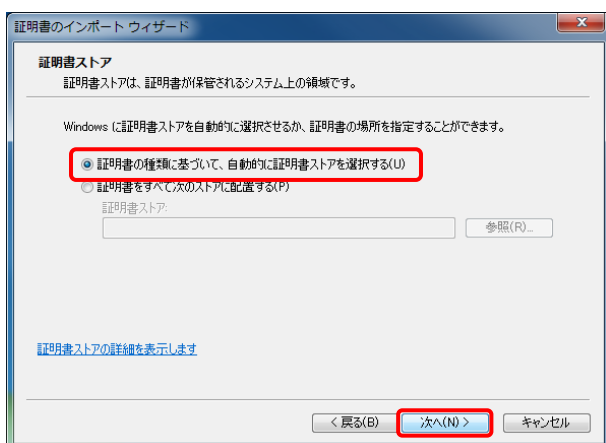 証明書のインポート ウィザード
証明書ストア
証明書ストアは、証明書が保管されるシステム上の領域です。
Windows に証明書ストアを自動的に選択させるか、証明書の場所を指定することができます。
証明書の種類に基づいて、自動的に証明書ストアを選択する(U)
証明書をすべて次のストアに配置する(P)
証明書ストア:
参照(R)...
証明書ストアの詳細を表示します
< 戻る(B)
次へ(N) >
キャンセル